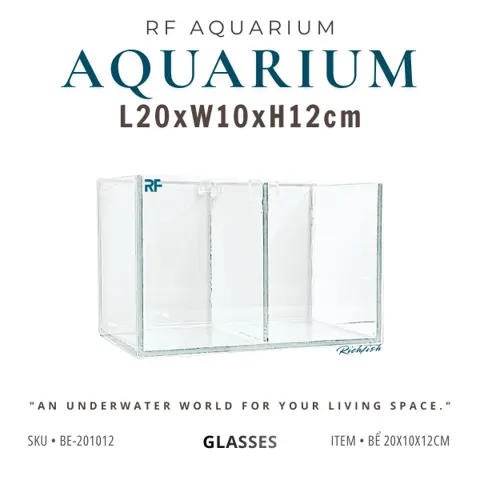 RF AQUARIUM
AQUARIUM
L20xW10xH12cm
RF
Richfish
"AN UNDERWATER WORLD FOR YOUR LIVING SPACE."
SKU • BE-201012
GLASSES
ITEM • BỂ 20X10X12CM